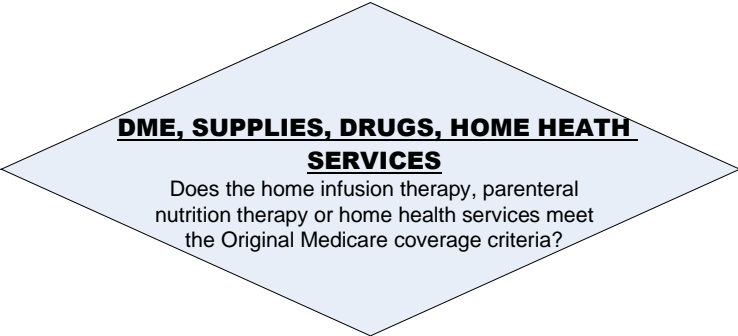 DME, SUPPLIES, DRUGS, HOME HEATH
SERVICES
Does the home infusion therapy, parenteral
nutrition therapy or home health services meet
the Original Medicare coverage criteria?